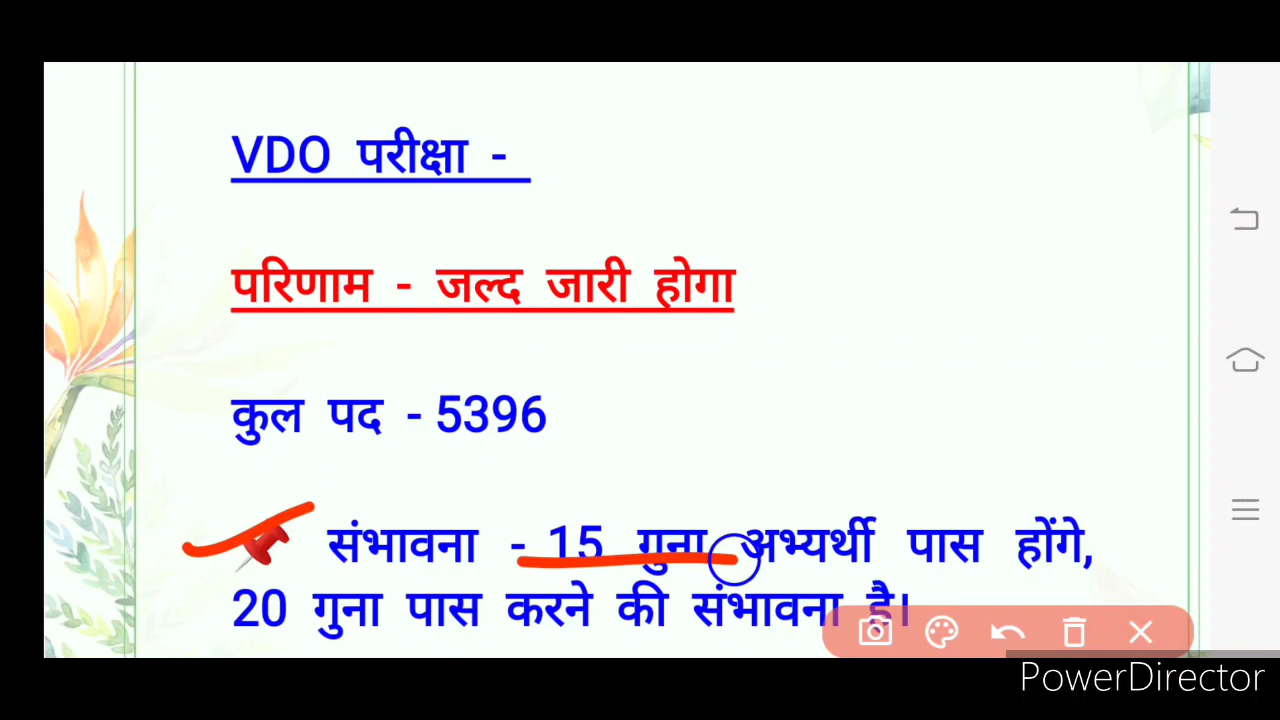 VDO परीक्षा -
परिणाम - जल्द जारी होगा
कुल पद - 5396
संभावना - 15 गुना अभ्यर्थी पास होंगे,
20 गुना पास करने की संभावना है।
PowerDirector